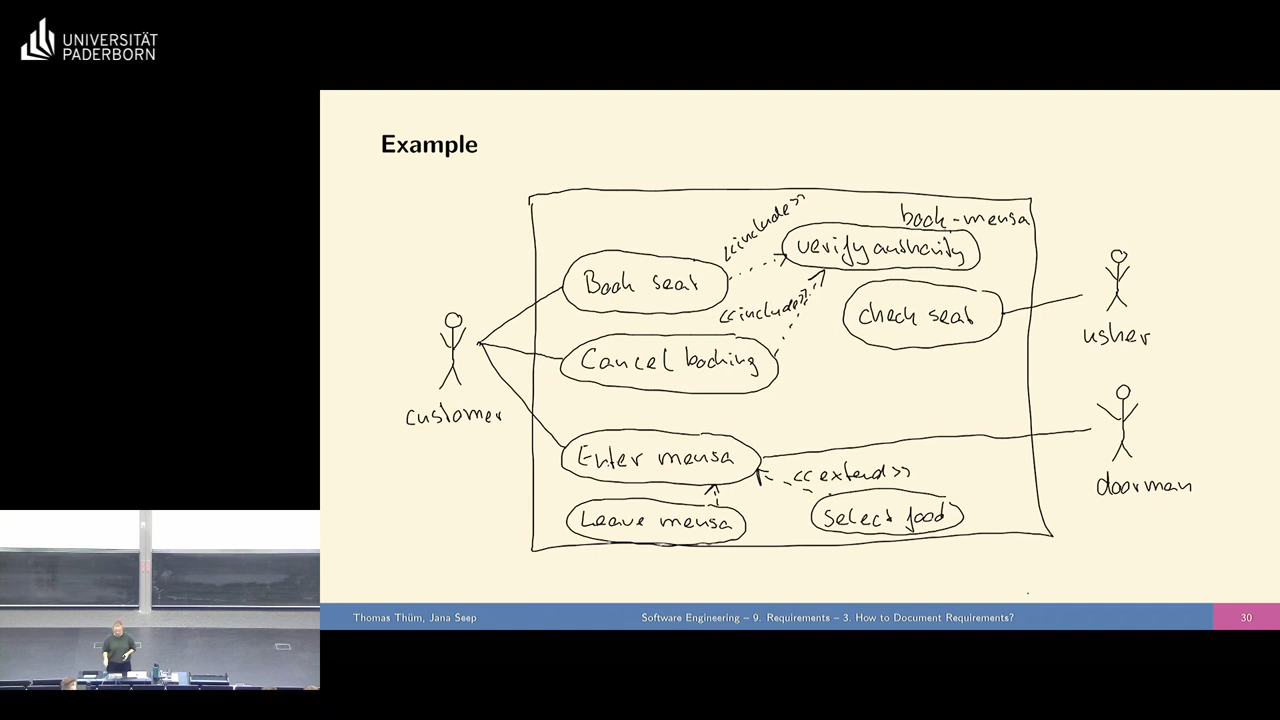 UNIVERSITÄT
PADERBORN
Example
book-mensa
<<include>>
verify authority
Book seat
<<include>>
check seat
usher
Cancel booking
customer
Enter mensa
<<extend>>
doorman
Leave mensa
select food
Thomas Thüm, Jana Seep
Software Engineering – 9. Requirements – 3. How to Document Requirements?
30